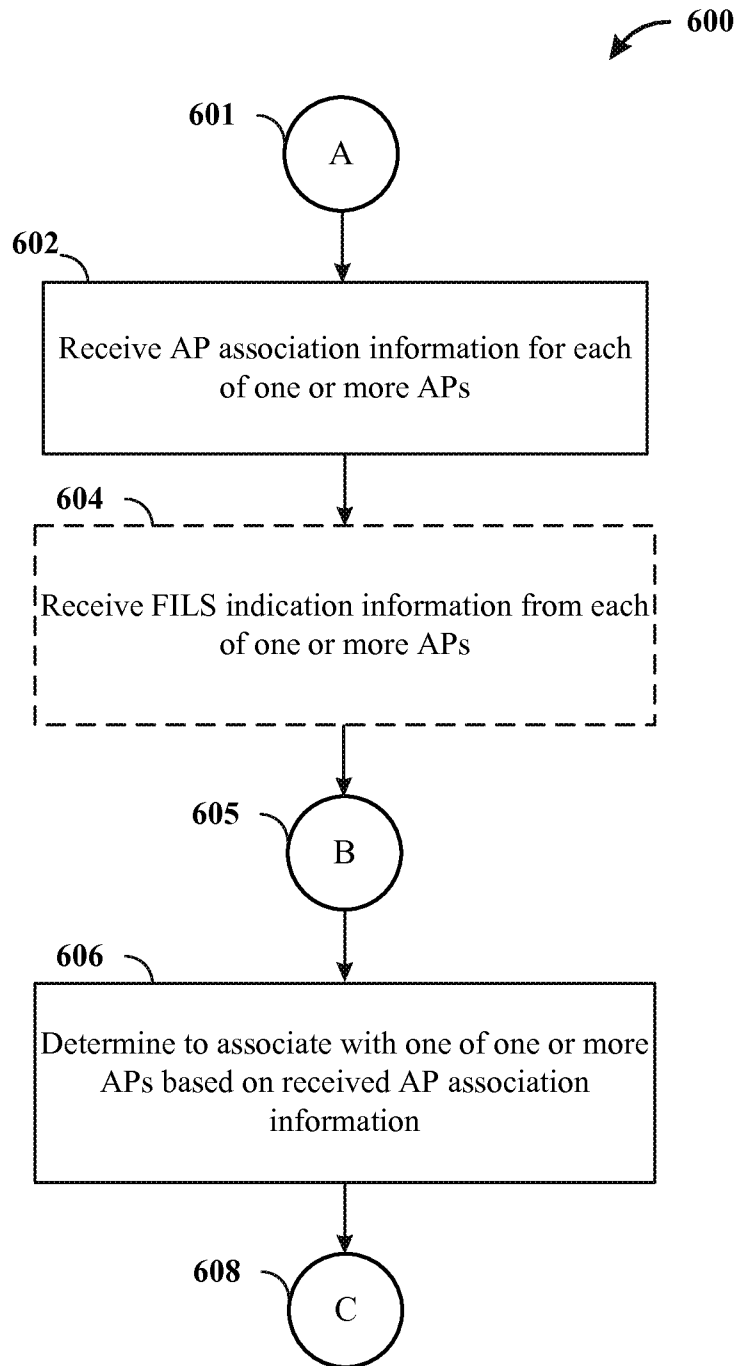 600
601
A
602
Receive AP association information for each
of one or more APs
604
Receive FILS indication information from each
of one or more APs
605
B
606
Determine to associate with one of one or more
APs based on received AP association
information
608
C